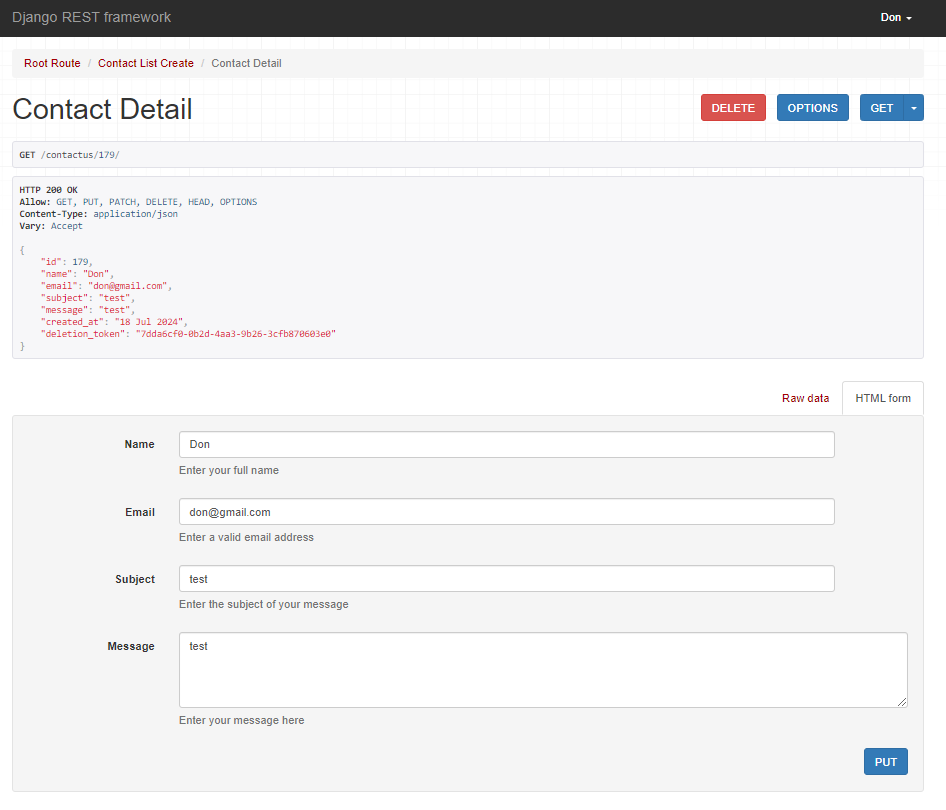 Django REST framework
Don
Root Route / Contact List Create / Contact Detail
Contact Detail
DELETE
OPTIONS
GET
GET /contactus/179/
HTTP 200 OK
Allow: GET, PUT, PATCH, DELETE, HEAD, OPTIONS
Content-Type: application/json
Vary: Accept
{
    "id": 179,
    "name": "Don",
    "email": "don@gmail.com",
    "subject": "test",
    "message": "test",
    "created_at": "18 Jul 2024",
    "deletion_token": "7dda6cf0-0b2d-4aa3-9b26-3cfb870603e0"
}
Raw data
HTML form
Name
Don
Enter your full name
Email
don@gmail.com
Enter a valid email address
Subject
test
Enter the subject of your message
Message
test
Enter your message here
PUT